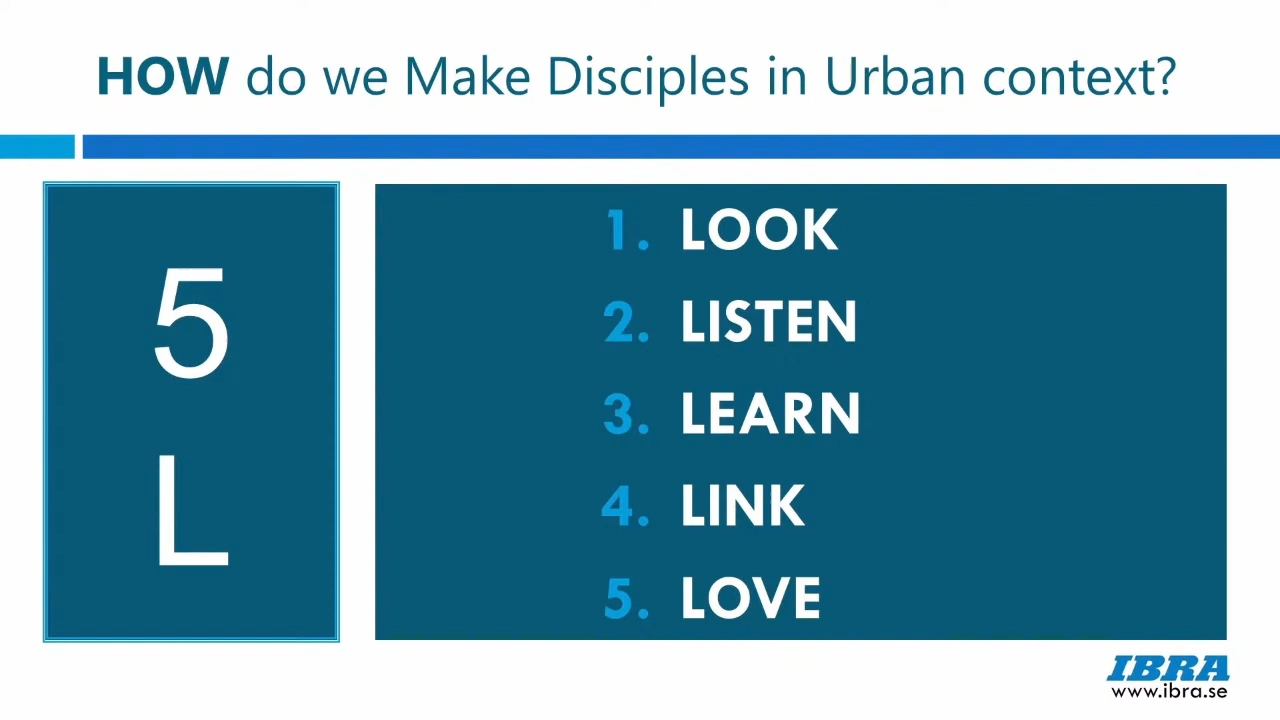 HOW do we Make Disciples in Urban context?
5
L
1. LOOK
2. LISTEN
3. LEARN
4. LINK
5. LOVE
IBRA
www.ibra.se